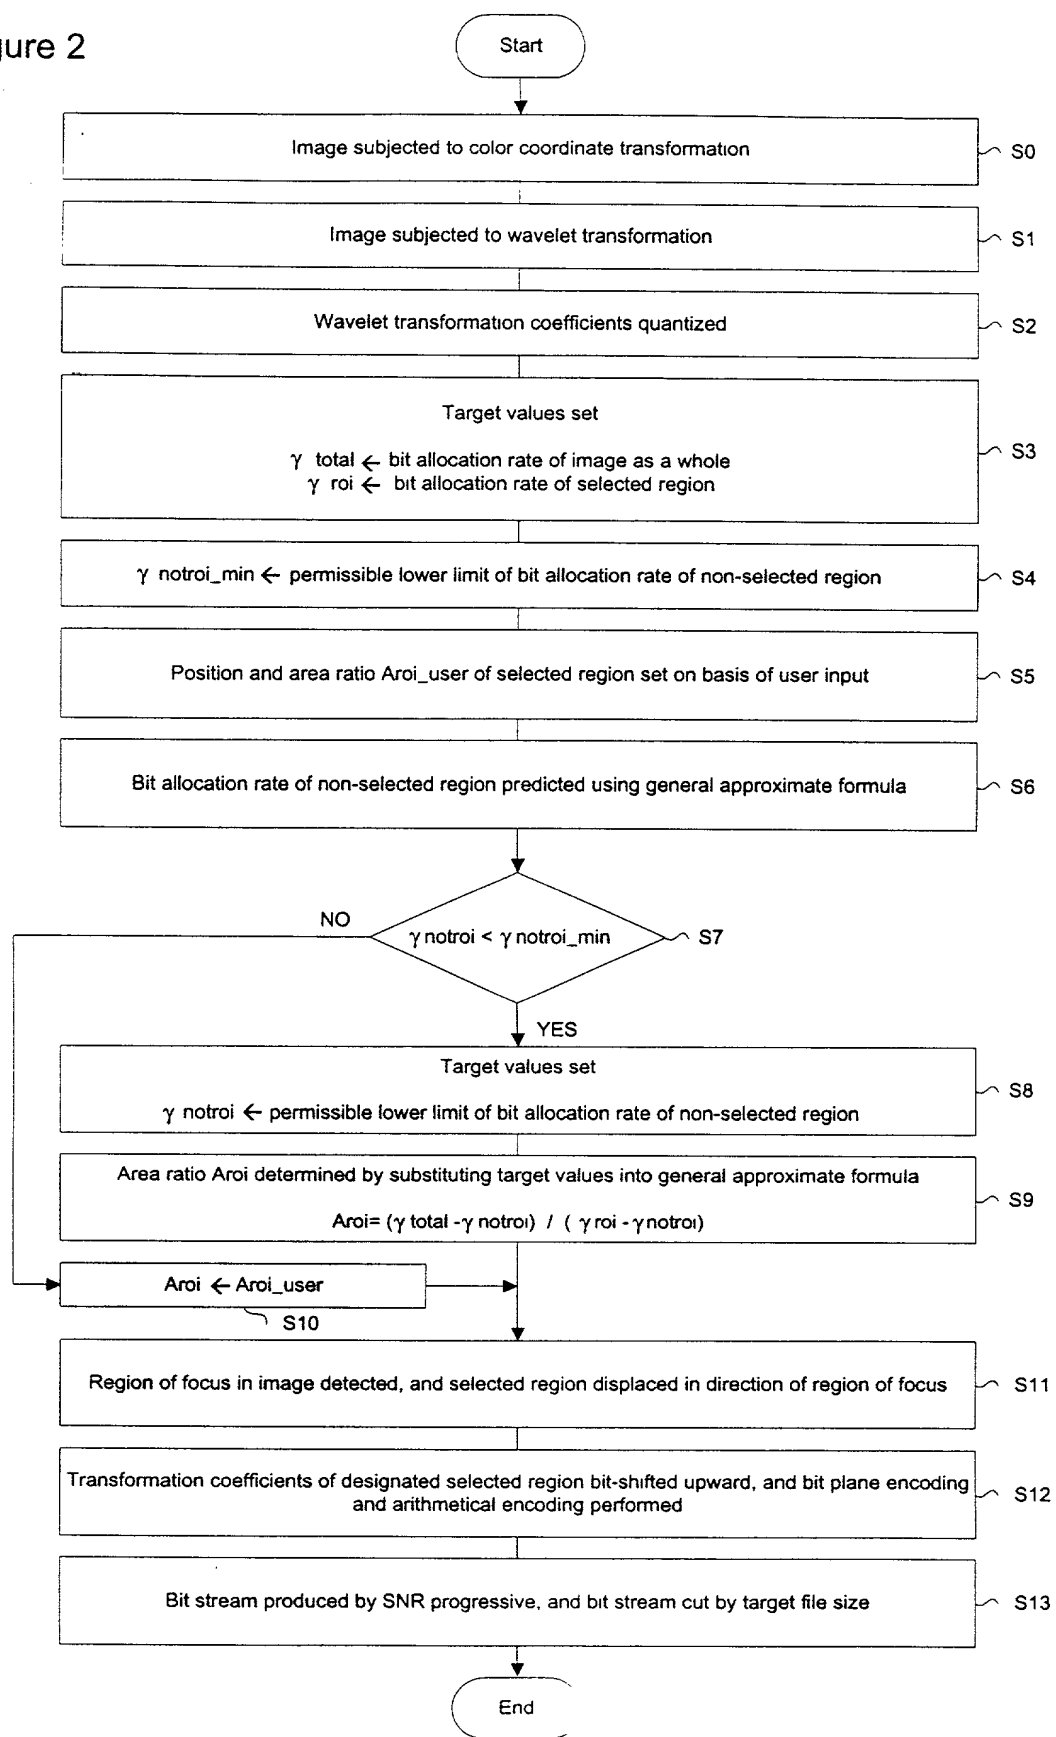 gure 2
Start
Image subjected to color coordinate transformation
S0
Image subjected to wavelet transformation
S1
Wavelet transformation coefficients quantized
S2
Target values set
γ total ← bit allocation rate of image as a whole
γ roi ← bit allocation rate of selected region
S3
γ notroi_min ← permissible lower limit of bit allocation rate of non-selected region
S4
Position and area ratio Aroi_user of selected region set on basis of user input
S5
Bit allocation rate of non-selected region predicted using general approximate formula
S6
NO
γ notroi < γ notroi_min
S7
YES
Target values set
γ notroi ← permissible lower limit of bit allocation rate of non-selected region
S8
Area ratio Aroi determined by substituting target values into general approximate formula
Aroi= (γ total -γ notroi) / ( γ roi -γ notroi)
S9
Aroi ← Aroi_user
S10
Region of focus in image detected, and selected region displaced in direction of region of focus
S11
Transformation coefficients of designated selected region bit-shifted upward, and bit plane encoding
and arithmetical encoding performed
S12
Bit stream produced by SNR progressive, and bit stream cut by target file size
S13
End